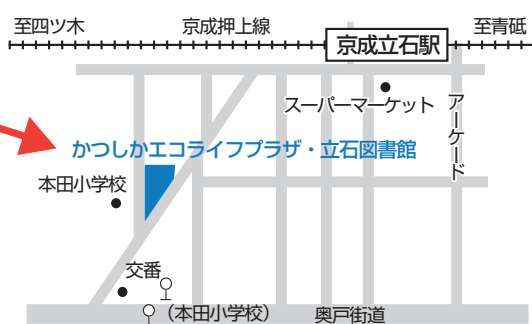 至四ツ木
京成押上線
京成立石駅
至青砥
スーパーマーケット
アーケード
かつしかエコライフプラザ・立石図書館
本田小学校
交番
（本田小学校）
奥戸街道